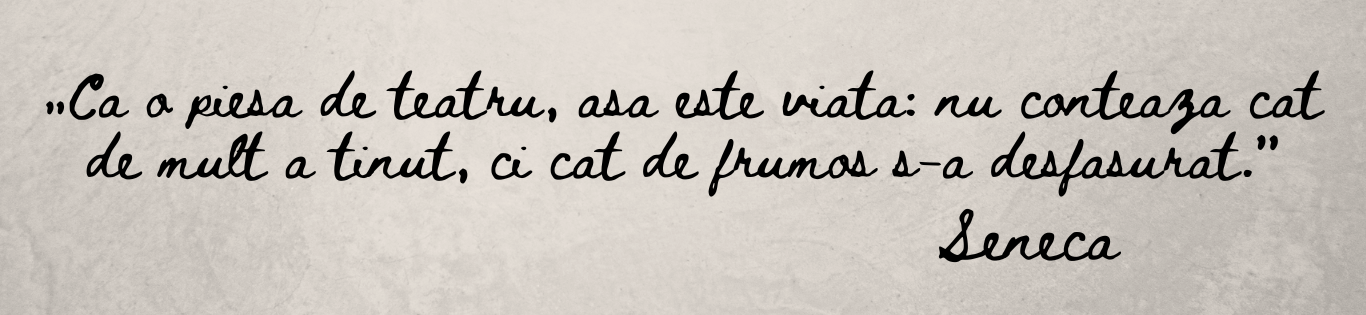 „Ca o piesa de teatru, asa este viata: nu conteaza cat
de mult a tinut, ci cat de frumos s-a desfasurat.”
Seneca